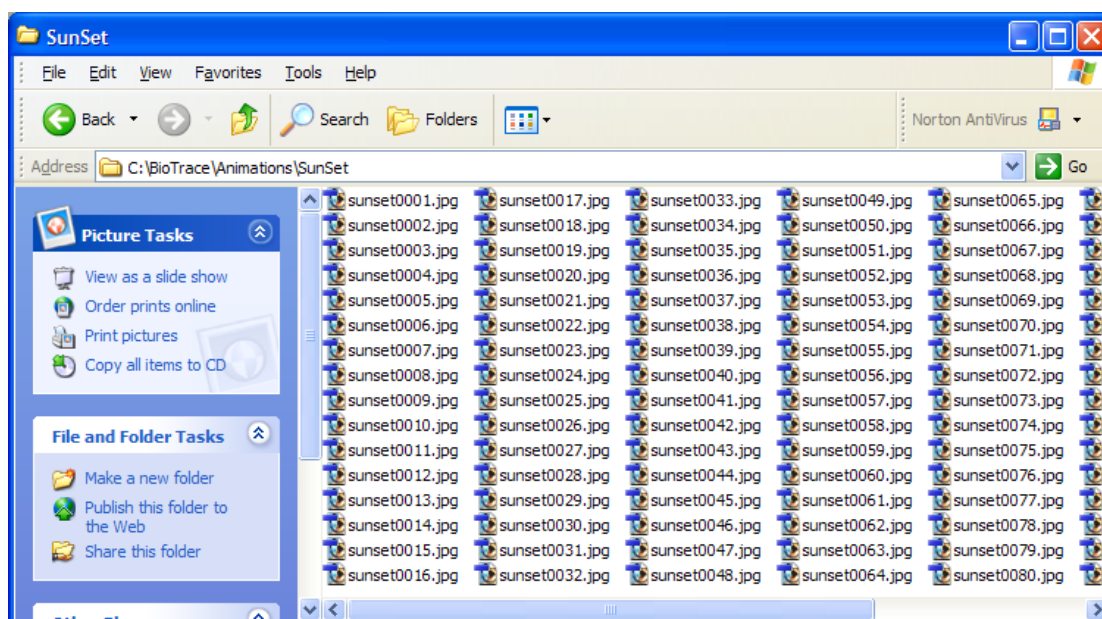 SunSet
File Edit View Favorites Tools Help
Back Search Folders Norton AntiVirus
Address C:\BioTrace\Animations\SunSet Go
Picture Tasks
View as a slide show
Order prints online
Print pictures
Copy all items to CD
File and Folder Tasks
Make a new folder
Publish this folder to
the Web
Share this folder
sunset0001.jpg sunset0017.jpg sunset0033.jpg sunset0049.jpg sunset0065.jpg
sunset0002.jpg sunset0018.jpg sunset0034.jpg sunset0050.jpg sunset0066.jpg
sunset0003.jpg sunset0019.jpg sunset0035.jpg sunset0051.jpg sunset0067.jpg
sunset0004.jpg sunset0020.jpg sunset0036.jpg sunset0052.jpg sunset0068.jpg
sunset0005.jpg sunset0021.jpg sunset0037.jpg sunset0053.jpg sunset0069.jpg
sunset0006.jpg sunset0022.jpg sunset0038.jpg sunset0054.jpg sunset0070.jpg
sunset0007.jpg sunset0023.jpg sunset0039.jpg sunset0055.jpg sunset0071.jpg
sunset0008.jpg sunset0024.jpg sunset0040.jpg sunset0056.jpg sunset0072.jpg
sunset0009.jpg sunset0025.jpg sunset0041.jpg sunset0057.jpg sunset0073.jpg
sunset0010.jpg sunset0026.jpg sunset0042.jpg sunset0058.jpg sunset0074.jpg
sunset0011.jpg sunset0027.jpg sunset0043.jpg sunset0059.jpg sunset0075.jpg
sunset0012.jpg sunset0028.jpg sunset0044.jpg sunset0060.jpg sunset0076.jpg
sunset0013.jpg sunset0029.jpg sunset0045.jpg sunset0061.jpg sunset0077.jpg
sunset0014.jpg sunset0030.jpg sunset0046.jpg sunset0062.jpg sunset0078.jpg
sunset0015.jpg sunset0031.jpg sunset0047.jpg sunset0063.jpg sunset0079.jpg
sunset0016.jpg sunset0032.jpg sunset0048.jpg sunset0064.jpg sunset0080.jpg